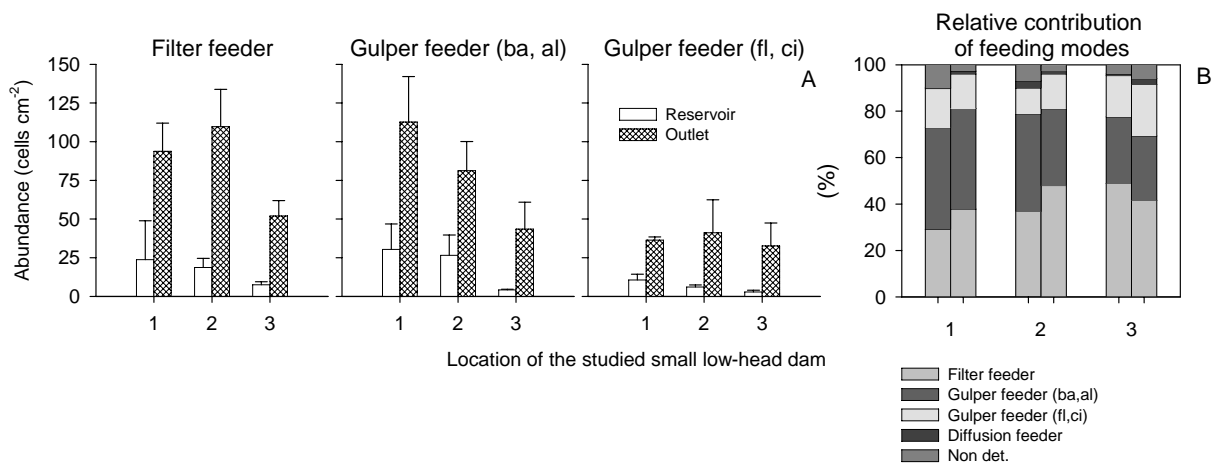 Filter feeder
Gulper feeder (ba, al)
Gulper feeder (fl, ci)
Relative contribution
of feeding modes
A
B
Abundance (cells cm-2)
150
125
100
75
50
25
0
Reservoir
Outlet
1 2 3
1 2 3
1 2 3
Location of the studied small low-head dam
(%)
100
80
60
40
20
0
1 2 3
Filter feeder
Gulper feeder (ba,al)
Gulper feeder (fl,ci)
Diffusion feeder
Non det.